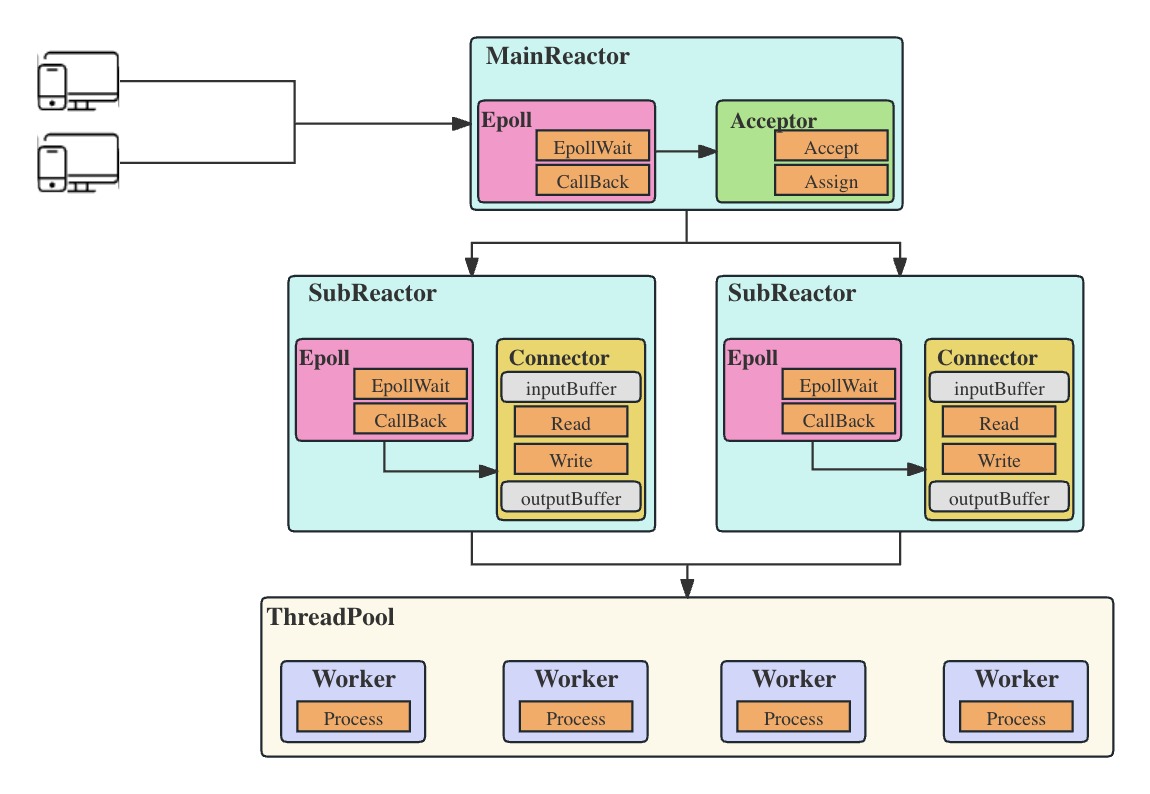 MainReactor
Epoll
EpollWait
CallBack
Acceptor
Accept
Assign
SubReactor
Epoll
EpollWait
CallBack
Connector
inputBuffer
Read
Write
outputBuffer
SubReactor
Epoll
EpollWait
CallBack
Connector
inputBuffer
Read
Write
outputBuffer
ThreadPool
Worker
Process
Worker
Process
Worker
Process
Worker
Process